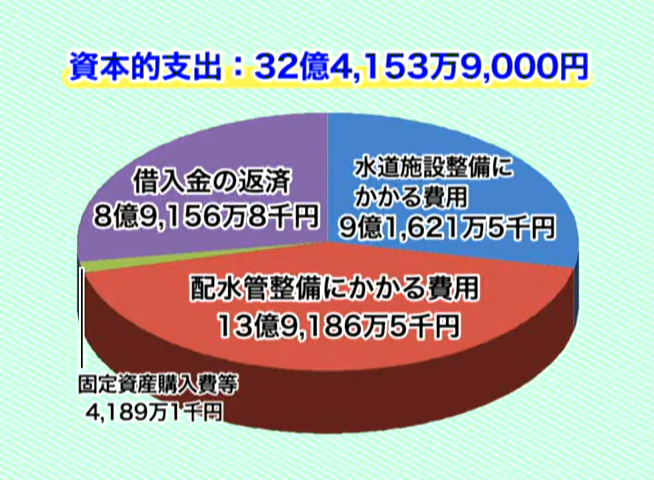 資本的支出：32億4,153万9,000円
水道施設整備に
かかる費用
9億1,621万5千円
借入金の返済
8億9,156万8千円
配水管整備にかかる費用
13億9,186万5千円
固定資産購入費等
4,189万1千円